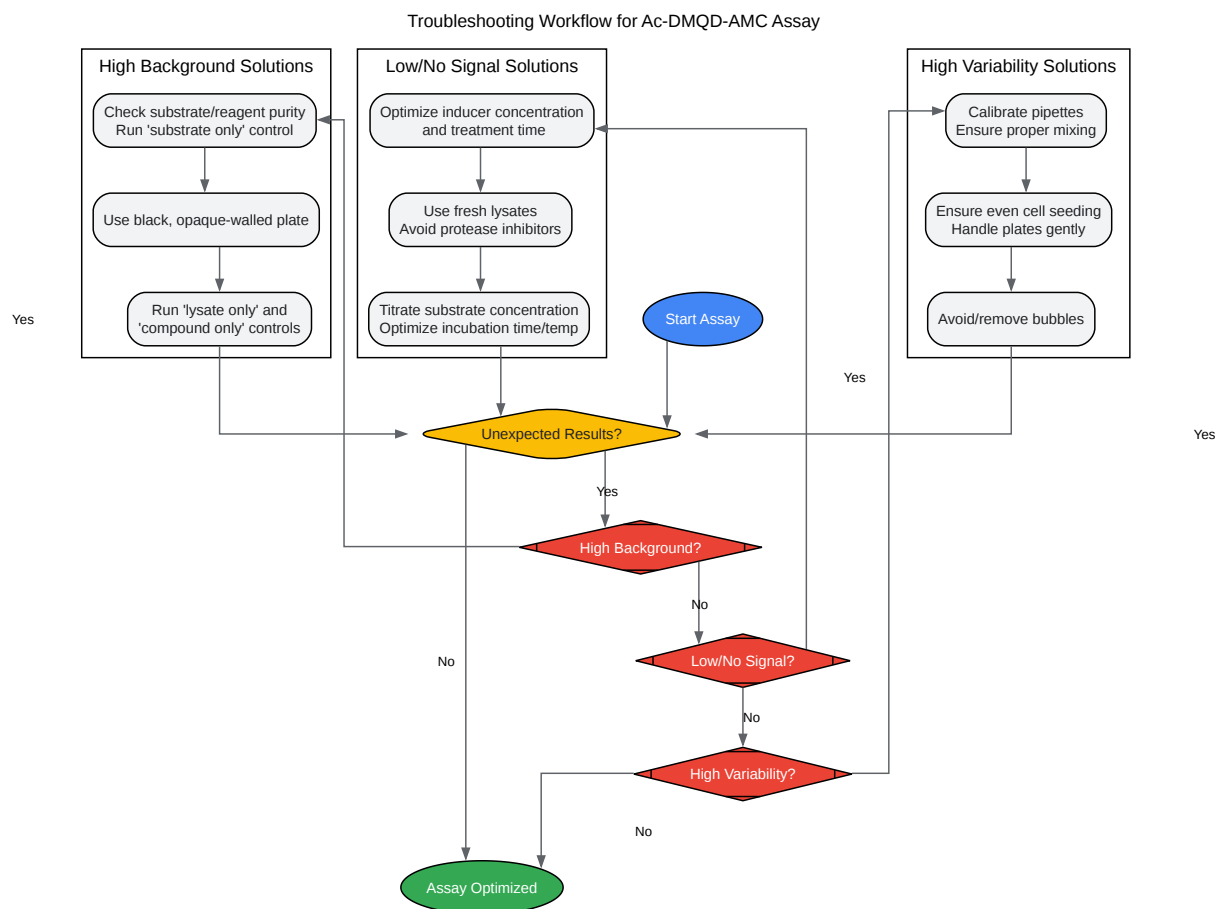 Troubleshooting Workflow for Ac-DMQD-AMC Assay
High Background Solutions
Check substrate/reagent purity
Run 'substrate only' control
Use black, opaque-walled plate
Run 'lysate only' and
'compound only' controls
Low/No Signal Solutions
Optimize inducer concentration
and treatment time
Use fresh lysates
Avoid protease inhibitors
Titrate substrate concentration
Optimize incubation time/temp
High Variability Solutions
Calibrate pipettes
Ensure proper mixing
Ensure even cell seeding
Handle plates gently
Avoid/remove bubbles
Start Assay
Yes
Yes
Yes
Unexpected Results?
Yes
High Background?
No
No
Low/No Signal?
No
High Variability?
No
Assay Optimized